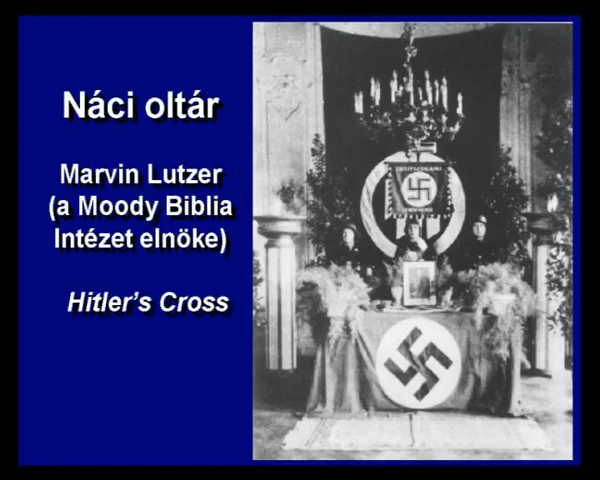 Náci oltár
Marvin Lutzer
(a Moody Biblia
Intézet elnöke)
Hitler's Cross